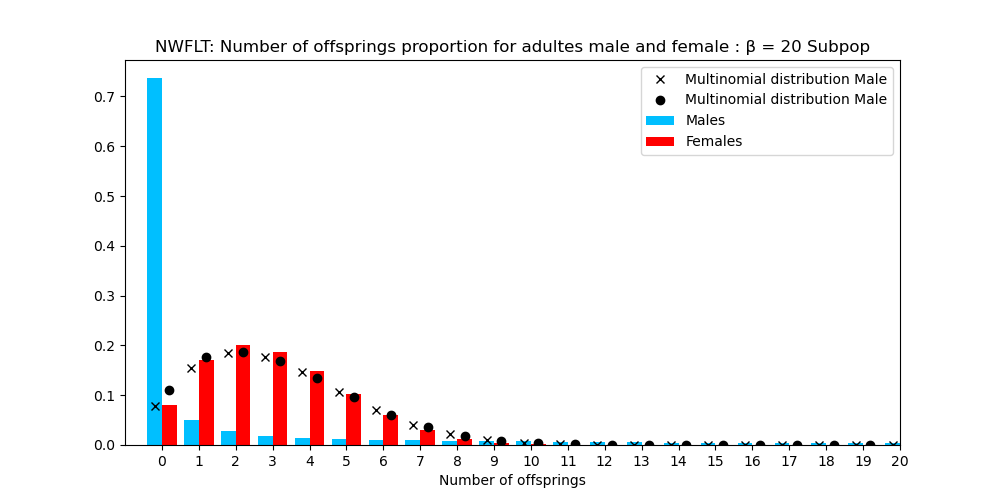 NWFLT: Number of offsprings proportion for adultes male and female : β = 20 Subpop
Multinomial distribution Male
Multinomial distribution Male
Males
Females
0.7
0.6
0.5
0.4
0.3
0.2
0.1
0.0
0 1 2 3 4 5 6 7 8 9 10 11 12 13 14 15 16 17 18 19 20
Number of offsprings